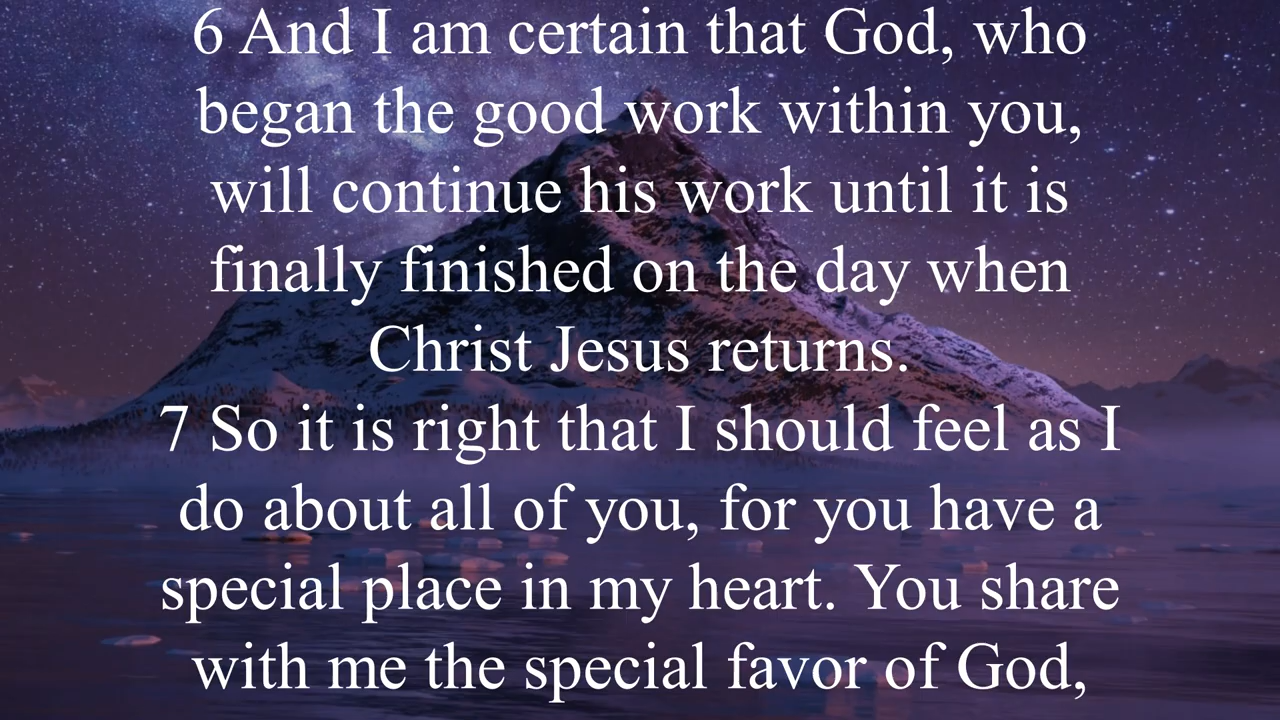 6 And I am certain that God, who
began the good work within you,
will continue his work until it is
finally finished on the day when
Christ Jesus returns.
7 So it is right that I should feel as I
do about all of you, for you have a
special place in my heart. You share
with me the special favor of God,